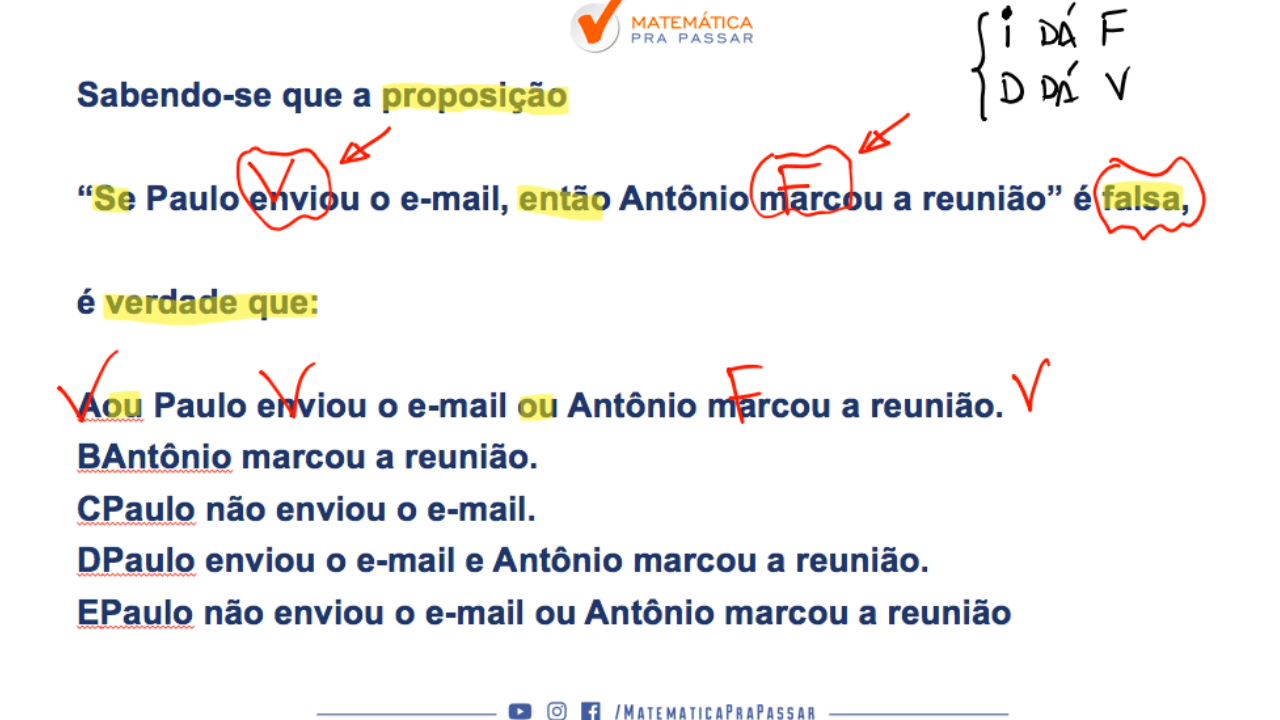 MATEMÁTICA
PRA PASSAR
i DÁ F
D DÁ V
Sabendo-se que a proposição
V
F
“Se Paulo enviou o e-mail, então Antônio marcou a reunião” é falsa,
é verdade que:
V F V
Aou Paulo enviou o e-mail ou Antônio marcou a reunião.
BAntônio marcou a reunião.
CPaulo não enviou o e-mail.
DPaulo enviou o e-mail e Antônio marcou a reunião.
EPaulo não enviou o e-mail ou Antônio marcou a reunião
/MATEMATICAPRAPASSAR